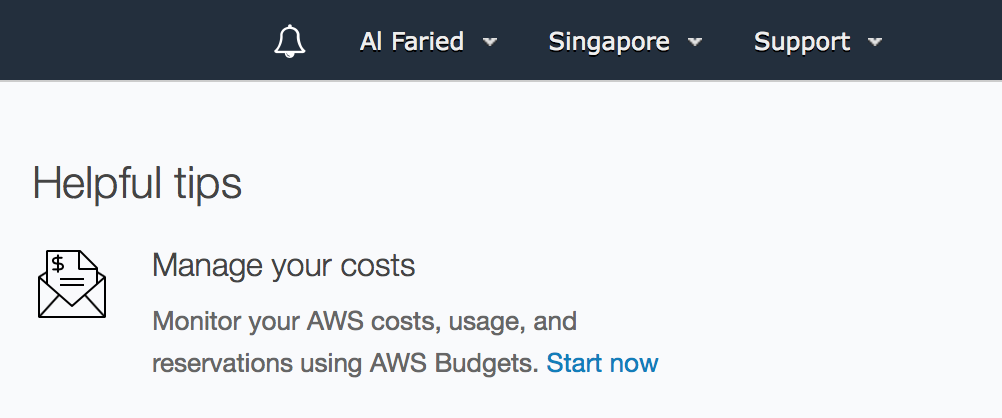 Al Faried Singapore Support
Helpful tips
$
Manage your costs
Monitor your AWS costs, usage, and
reservations using AWS Budgets. Start now